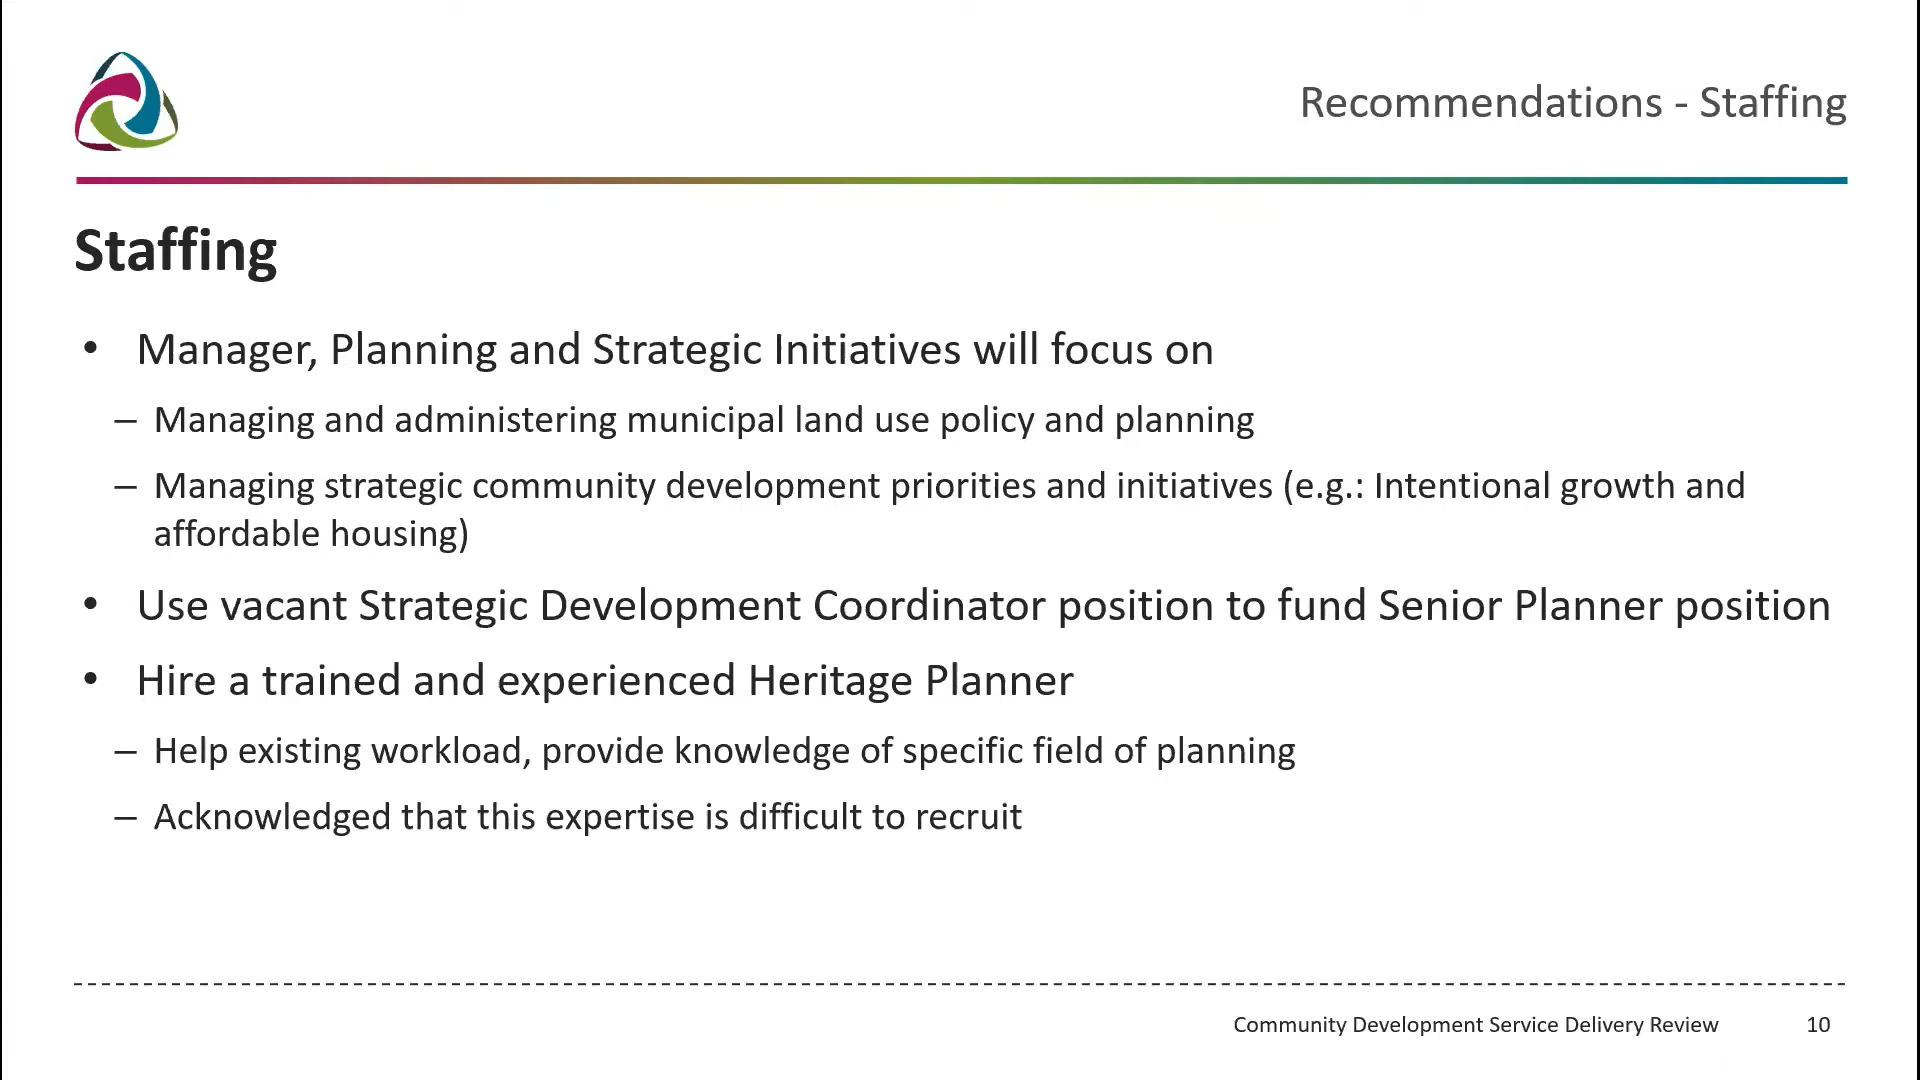 Recommendations - Staffing
Staffing
• Manager, Planning and Strategic Initiatives will focus on
– Managing and administering municipal land use policy and planning
– Managing strategic community development priorities and initiatives (e.g.: Intentional growth and
affordable housing)
• Use vacant Strategic Development Coordinator position to fund Senior Planner position
• Hire a trained and experienced Heritage Planner
– Help existing workload, provide knowledge of specific field of planning
– Acknowledged that this expertise is difficult to recruit
Community Development Service Delivery Review 10